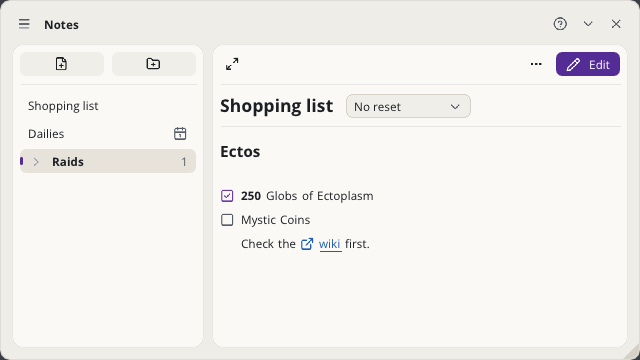 Notes
Edit
Shopping list
Dailies
Raids 1
Shopping list No reset
Ectos
250 Globs of Ectoplasm
Mystic Coins
Check the wiki first.